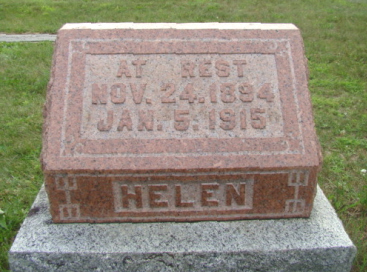 AT REST
NOV. 24. 1894
JAN. 5. 1915
HELEN